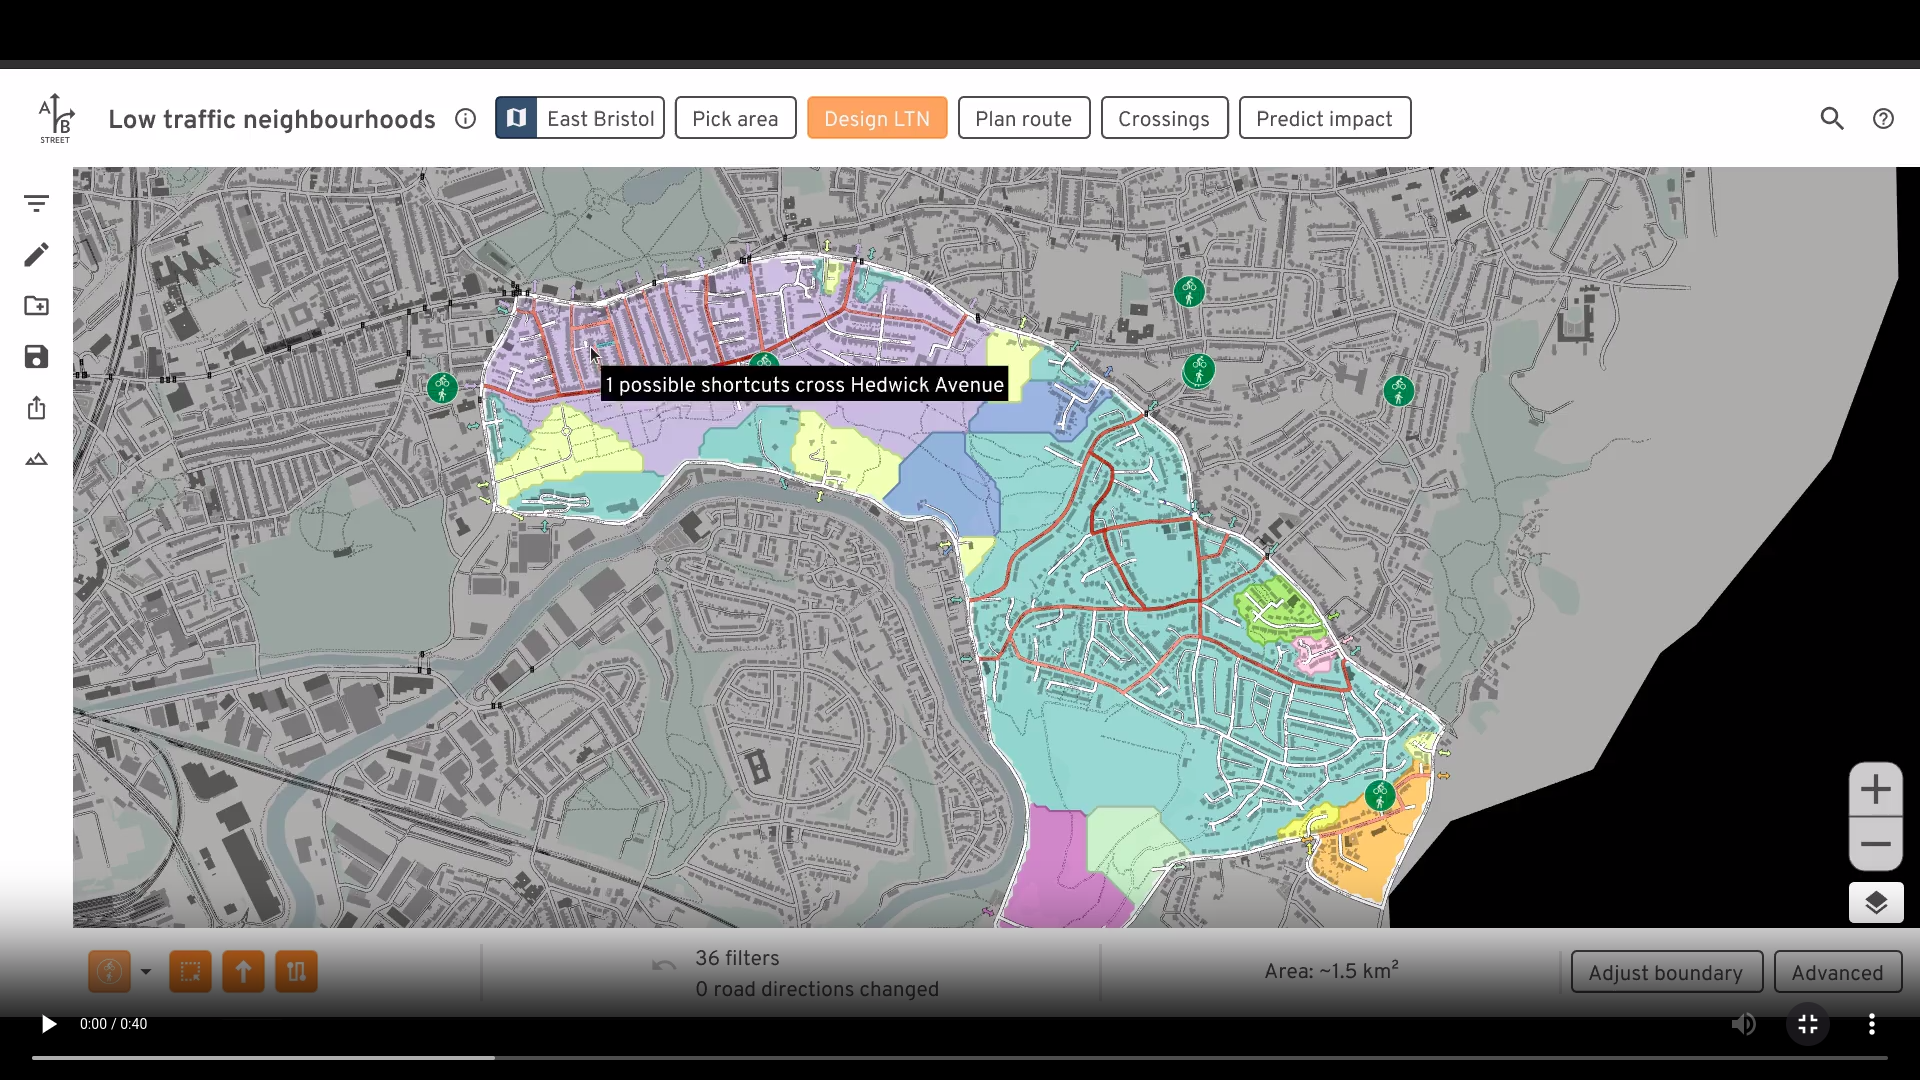 A
B
STREET
Low traffic neighbourhoods
East Bristol
Pick area
Design LTN
Plan route
Crossings
Predict impact
1 possible shortcuts cross Hedwick Avenue
36 filters
0 road directions changed
Area: ~1.5 km²
Adjust boundary
Advanced
0:00 / 0:40